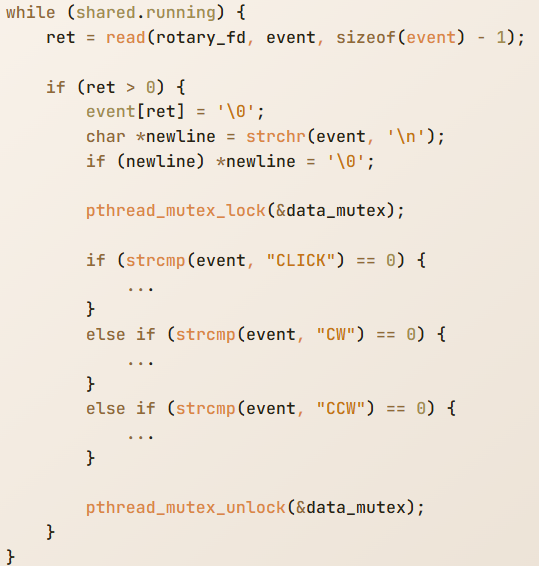 while (shared.running) {
    ret = read(rotary_fd, event, sizeof(event) - 1);

    if (ret > 0) {
        event[ret] = '\0';
        char *newline = strchr(event, '\n');
        if (newline) *newline = '\0';

        pthread_mutex_lock(&data_mutex);

        if (strcmp(event, "CLICK") == 0) {
            ...
        }
        else if (strcmp(event, "CW") == 0) {
            ...
        }
        else if (strcmp(event, "CCW") == 0) {
            ...
        }

        pthread_mutex_unlock(&data_mutex);
    }
}